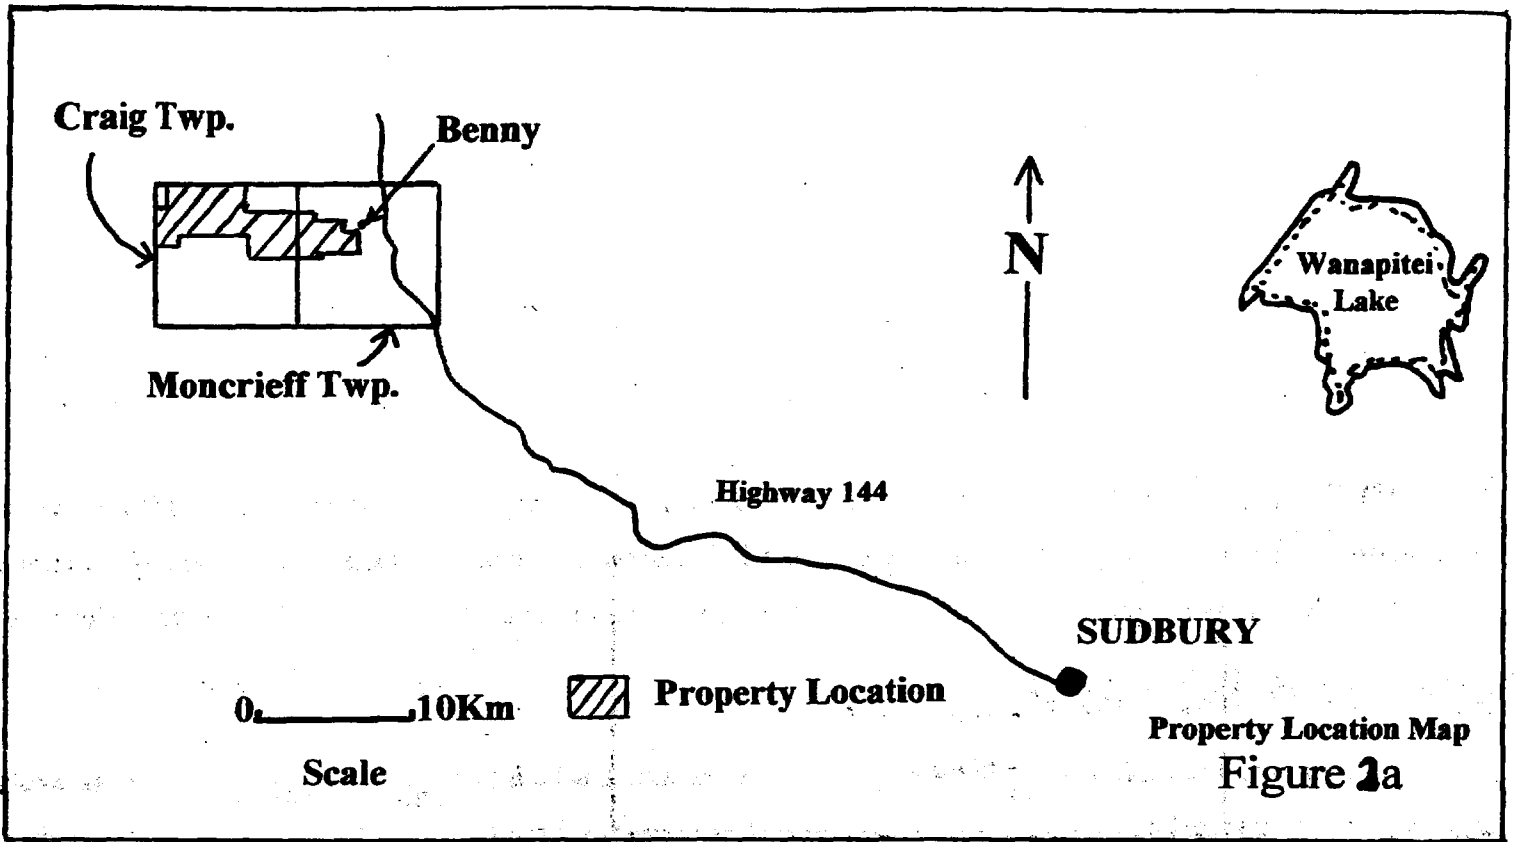 Craig Twp.
Benny
N
Wanapitei
Lake
Moncrieff Twp.
Highway 144
SUDBURY
0 10Km
Scale
Property Location
Property Location Map
Figure 2a